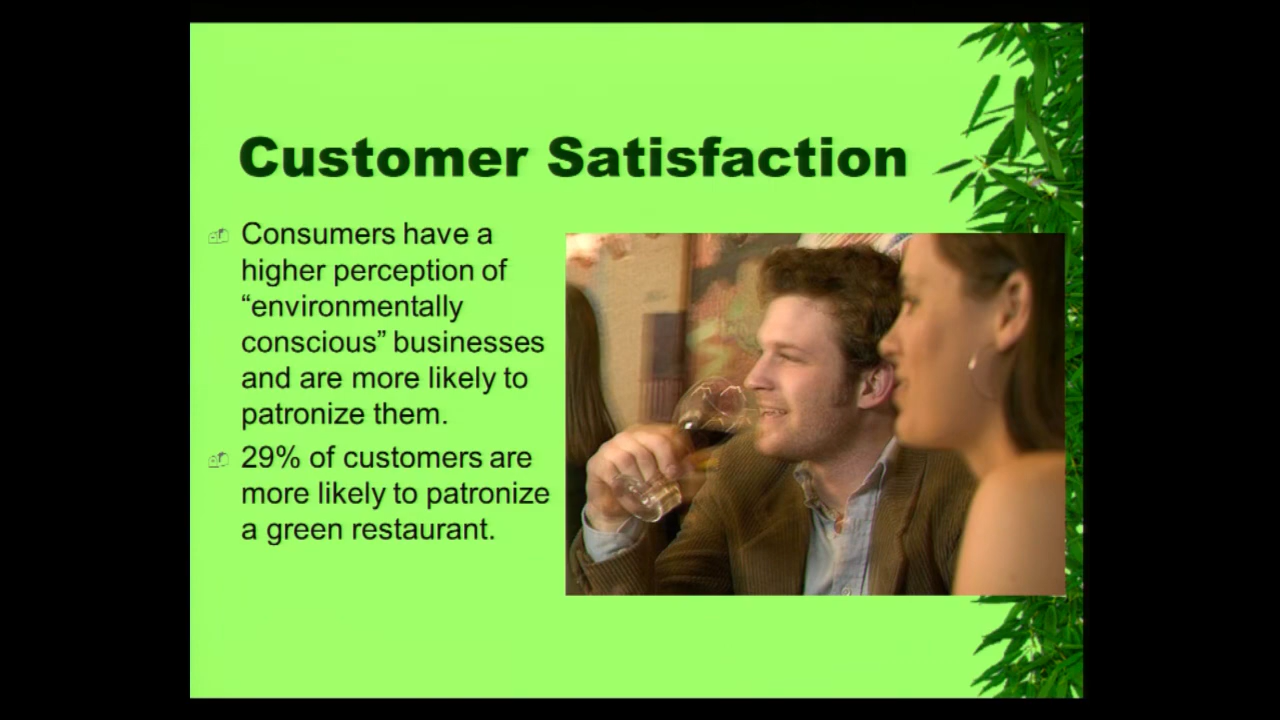 Customer Satisfaction
Consumers have a
higher perception of
“environmentally
conscious” businesses
and are more likely to
patronize them.
29% of customers are
more likely to patronize
a green restaurant.